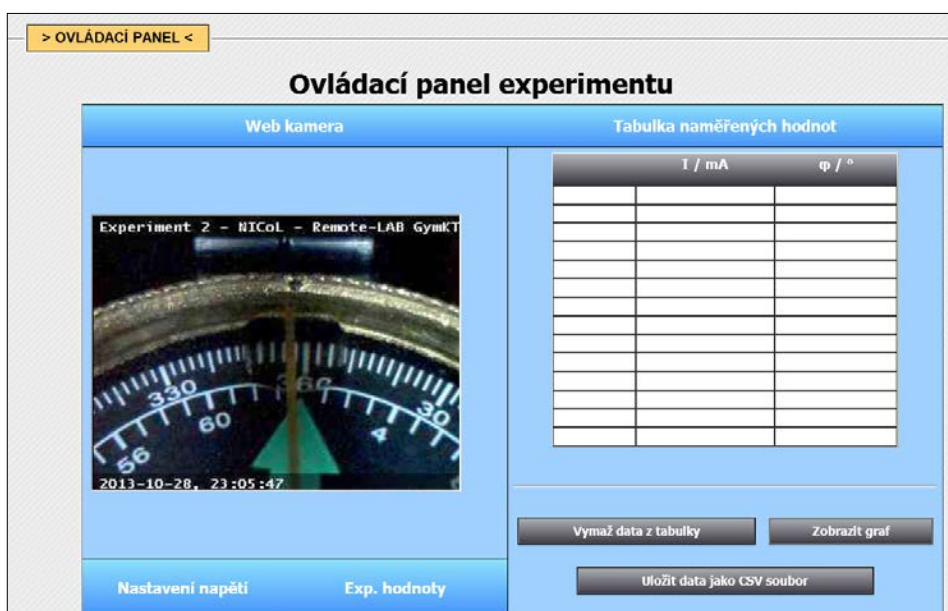 > OVLÁDACÍ PANEL <
Ovládací panel experimentu
Web kamera
Tabulka naměřených hodnot
I / mA φ / °
Experiment 2 - NICoL - Remote-LAB GymKT
330 360 30
56 60 4
2013-10-28, 23:05:47
Vymaž data z tabulky
Zobrazit graf
Uložit data jako CSV soubor
Nastavení napětí
Exp. hodnoty